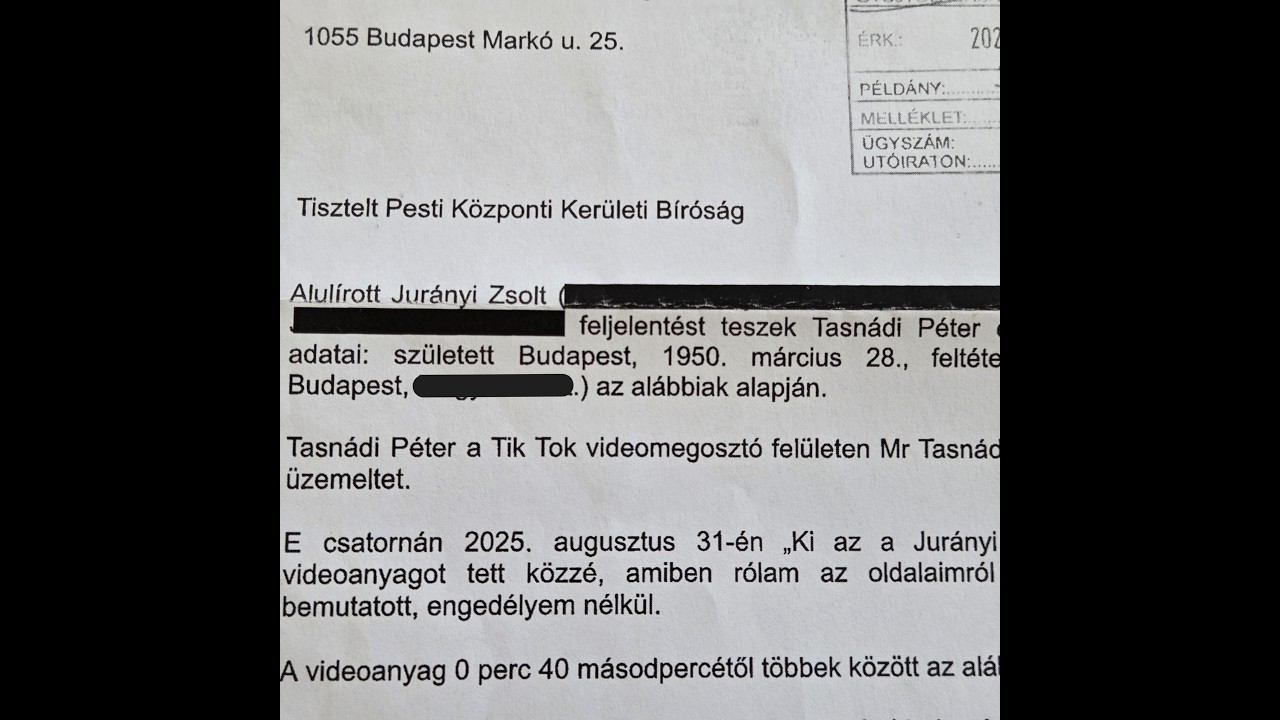 1055 Budapest Markó u. 25.
ÉRK.: 202
PÉLDÁNY:
MELLÉKLET:
ÜGYSZÁM:
UTÓIRATON:
Tisztelt Pesti Központi Kerületi Bíróság
Alulírott Jurányi Zsolt (
feljelentést teszek Tasnádi Péter
adatai: született Budapest, 1950. március 28., feltéte
Budapest, .) az alábbiak alapján.
Tasnádi Péter a Tik Tok videomegosztó felületen Mr Tasnád
üzemeltet.
E csatornán 2025. augusztus 31-én „Ki az a Jurányi
videoanyagot tett közzé, amiben rólam az oldalaimról
bemutatott, engedélyem nélkül.
A videoanyag 0 perc 40 másodpercétől többek között az alá